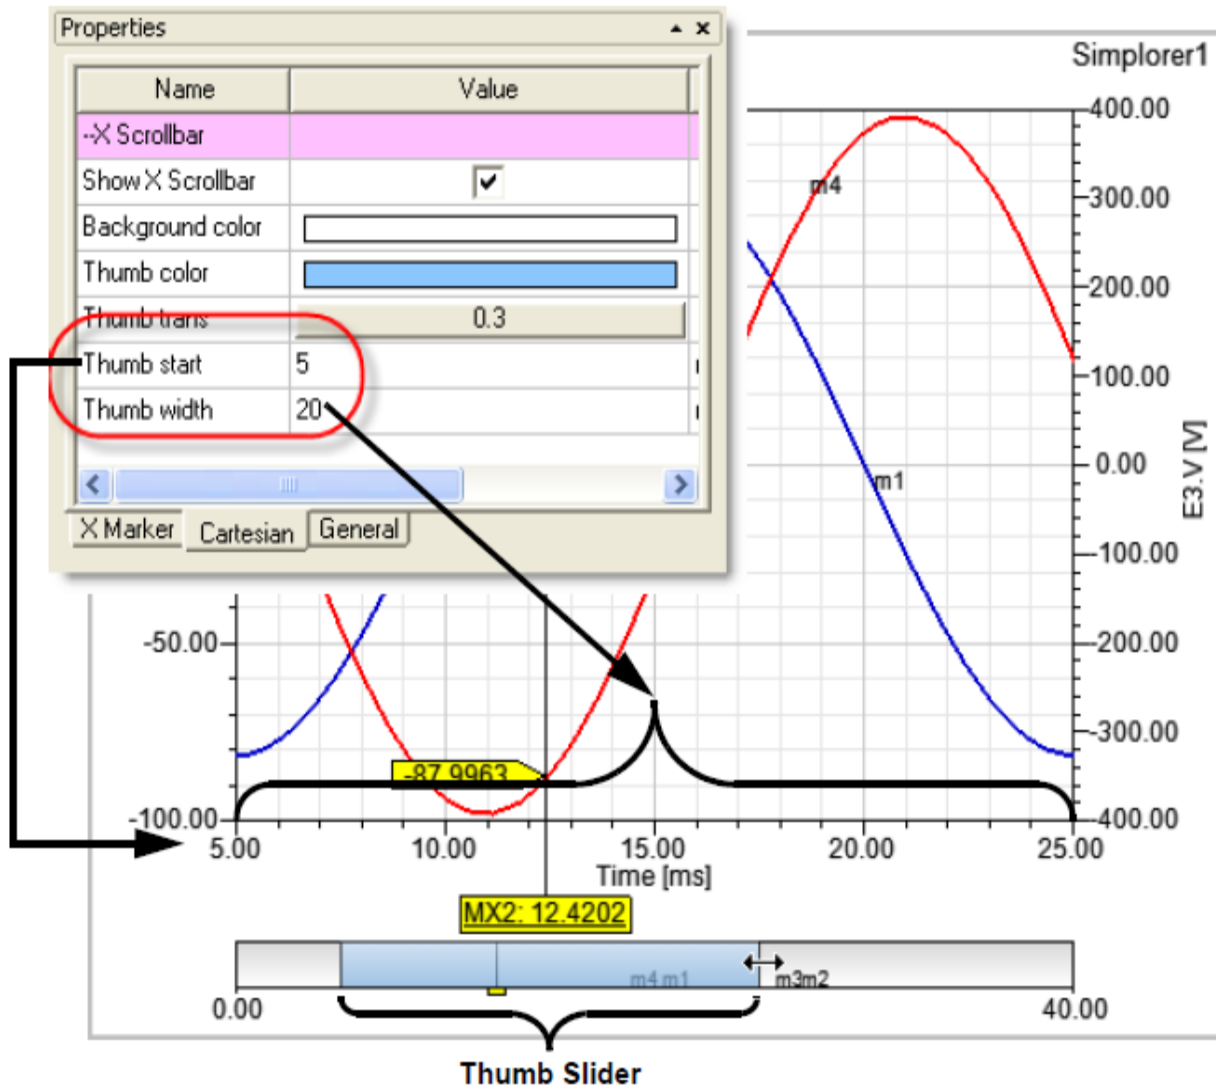 Properties
Simplorer1
Name Value
--X Scrollbar
Show X Scrollbar
Background color
Thumb color
Thumb trans 0.3
Thumb start 5
Thumb width 20
X Marker Cartesian General
400.00
300.00
200.00
100.00
0.00
-100.00
-200.00
-300.00
-400.00
E3.V [V]
m4
m1
-50.00
-100.00
-87.9963
5.00 10.00 15.00 20.00 25.00
Time [ms]
MX2: 12.4202
m4 m1 m3m2
0.00 40.00
Thumb Slider